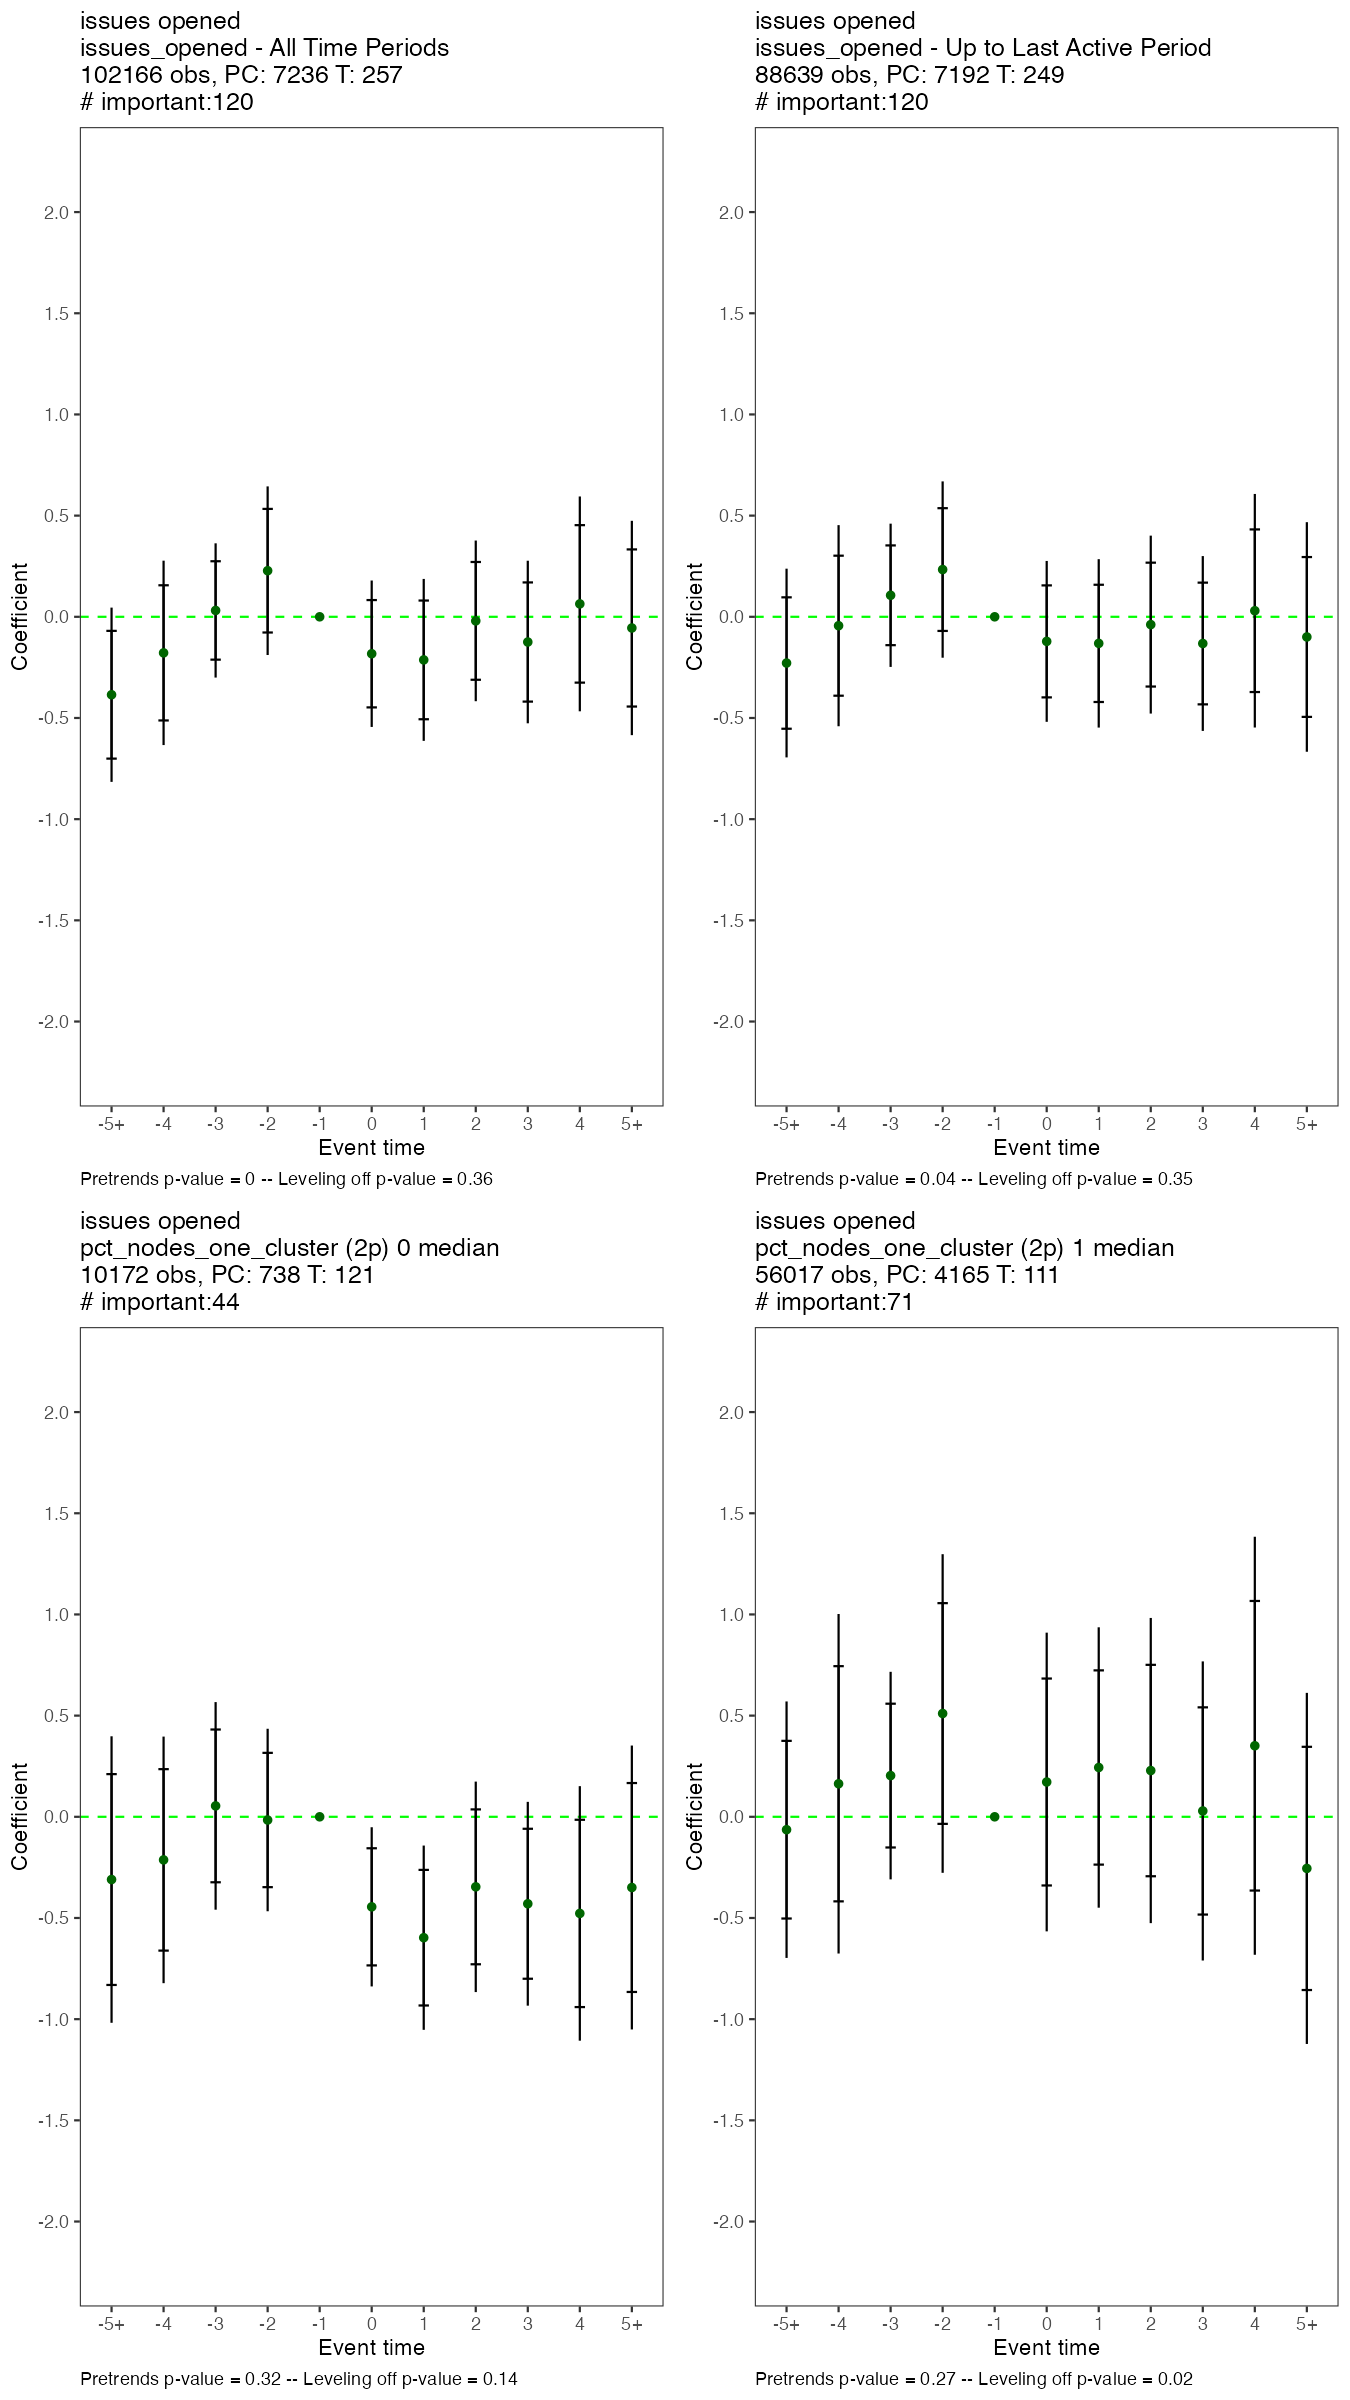 issues opened
issues_opened - All Time Periods
102166 obs, PC: 7236 T: 257
# important:120
2.0
1.5
1.0
0.5
0.0
-0.5
-1.0
-1.5
-2.0
Coefficient
-5+ -4 -3 -2 -1 0 1 2 3 4 5+
Event time
Pretrends p-value = 0 -- Leveling off p-value = 0.36
issues opened
issues_opened - Up to Last Active Period
88639 obs, PC: 7192 T: 249
# important:120
2.0
1.5
1.0
0.5
0.0
-0.5
-1.0
-1.5
-2.0
Coefficient
-5+ -4 -3 -2 -1 0 1 2 3 4 5+
Event time
Pretrends p-value = 0.04 -- Leveling off p-value = 0.35
issues opened
pct_nodes_one_cluster (2p) 0 median
10172 obs, PC: 738 T: 121
# important:44
2.0
1.5
1.0
0.5
0.0
-0.5
-1.0
-1.5
-2.0
Coefficient
-5+ -4 -3 -2 -1 0 1 2 3 4 5+
Event time
Pretrends p-value = 0.32 -- Leveling off p-value = 0.14
issues opened
pct_nodes_one_cluster (2p) 1 median
56017 obs, PC: 4165 T: 111
# important:71
2.0
1.5
1.0
0.5
0.0
-0.5
-1.0
-1.5
-2.0
Coefficient
-5+ -4 -3 -2 -1 0 1 2 3 4 5+
Event time
Pretrends p-value = 0.27 -- Leveling off p-value = 0.02